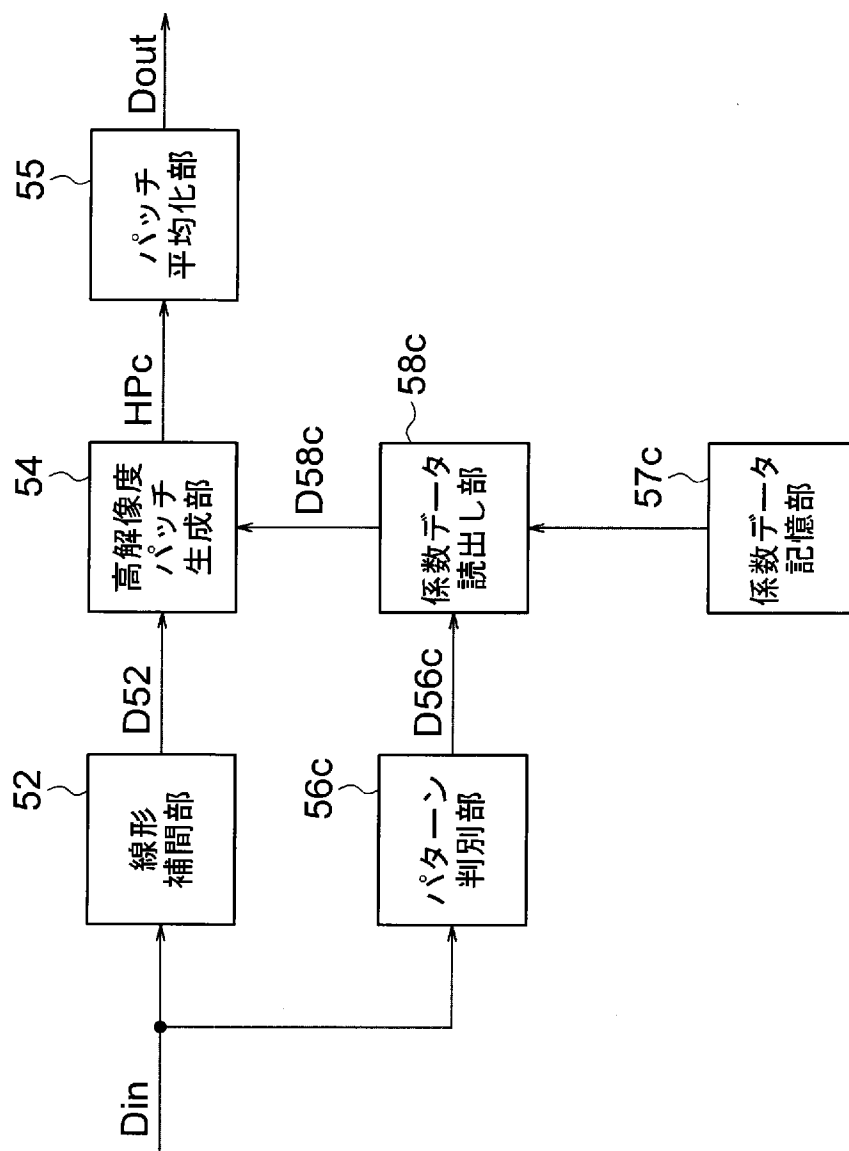 Din
52
線形
補間部
D52
54
高解像度
パッチ
生成部
HPc
55
パッチ
平均化部
Dout
56c
パターン
判別部
D56c
58c
係数データ
読出し部
D58c
57c
係数データ
記憶部